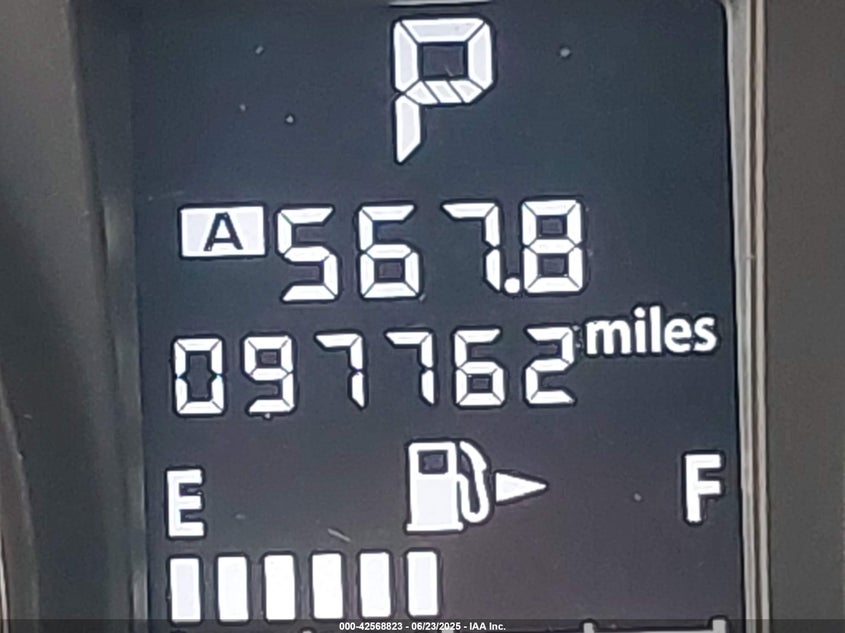 P
A 567.8
097762 miles
E F
000-42568823 - 06/23/2025 - IAA Inc.